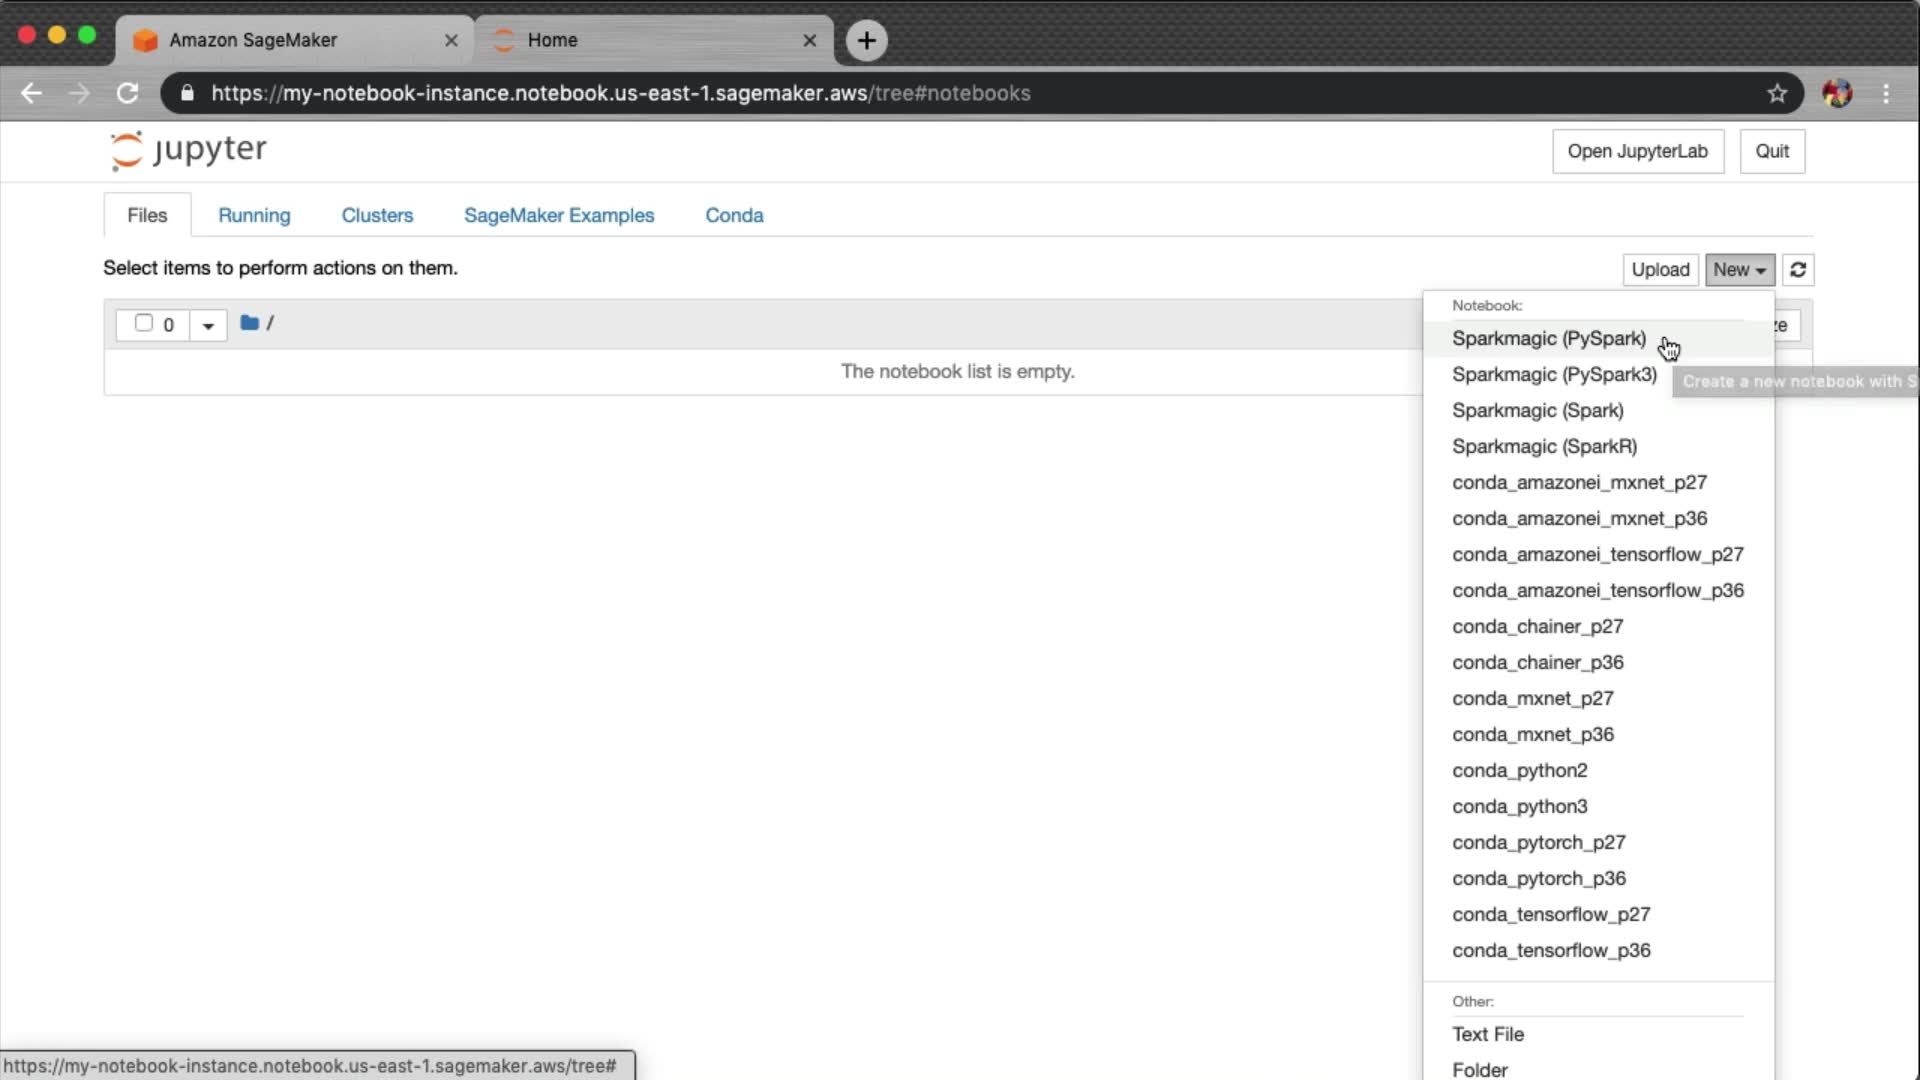 Amazon SageMaker
Home
https://my-notebook-instance.notebook.us-east-1.sagemaker.aws/tree#notebooks
jupyter
Open JupyterLab
Quit
Files
Running
Clusters
SageMaker Examples
Conda
Select items to perform actions on them.
Upload
New
0
/
ze
The notebook list is empty.
Notebook:
Sparkmagic (PySpark)
Sparkmagic (PySpark3)
Create a new notebook with S
Sparkmagic (Spark)
Sparkmagic (SparkR)
conda_amazonei_mxnet_p27
conda_amazonei_mxnet_p36
conda_amazonei_tensorflow_p27
conda_amazonei_tensorflow_p36
conda_chainer_p27
conda_chainer_p36
conda_mxnet_p27
conda_mxnet_p36
conda_python2
conda_python3
conda_pytorch_p27
conda_pytorch_p36
conda_tensorflow_p27
conda_tensorflow_p36
Other:
Text File
Folder
https://my-notebook-instance.notebook.us-east-1.sagemaker.aws/tree#